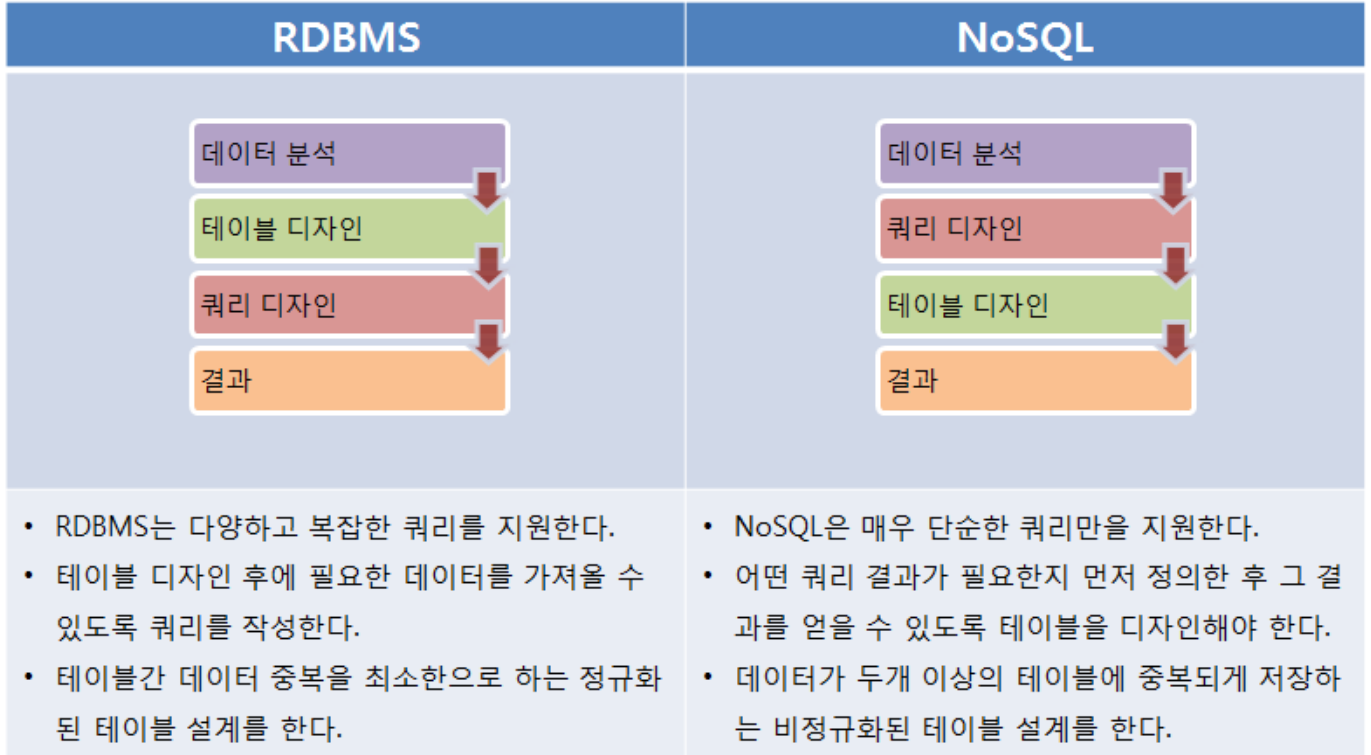 RDBMS
NoSQL
데이터 분석
테이블 디자인
쿼리 디자인
결과
데이터 분석
쿼리 디자인
테이블 디자인
결과
• RDBMS는 다양하고 복잡한 쿼리를 지원한다.
• 테이블 디자인 후에 필요한 데이터를 가져올 수
있도록 쿼리를 작성한다.
• 테이블간 데이터 중복을 최소한으로 하는 정규화
된 테이블 설계를 한다.
• NoSQL은 매우 단순한 쿼리만을 지원한다.
• 어떤 쿼리 결과가 필요한지 먼저 정의한 후 그 결
과를 얻을 수 있도록 테이블을 디자인해야 한다.
• 데이터가 두개 이상의 테이블에 중복되게 저장하
는 비정규화된 테이블 설계를 한다.